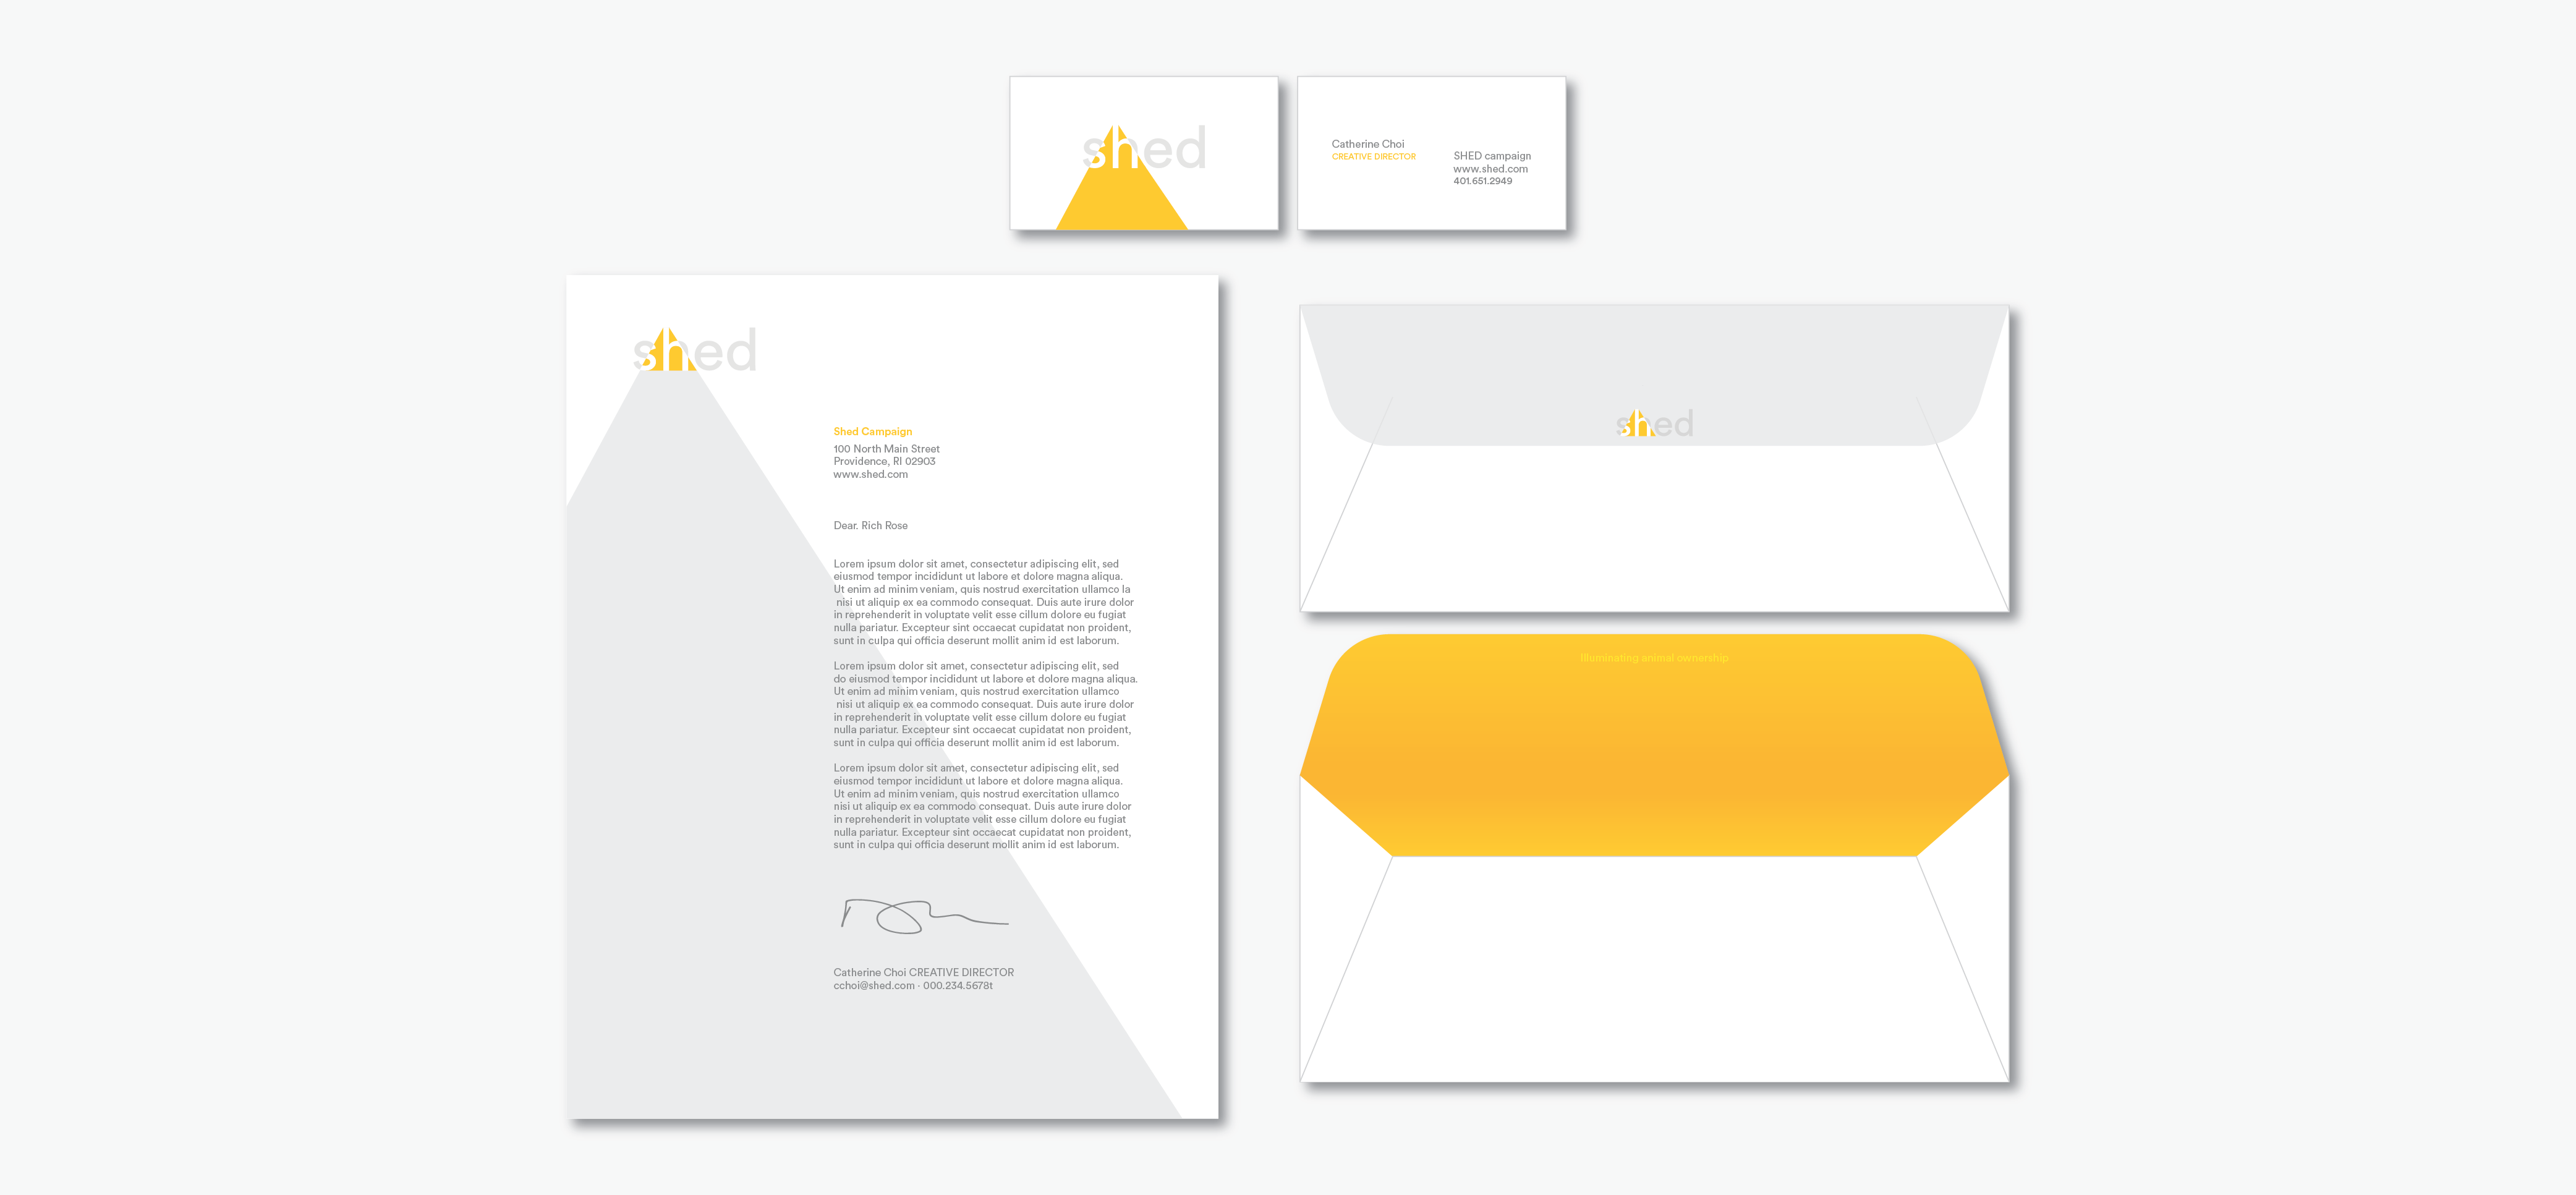 shed
Catherine Choi
CREATIVE DIRECTOR
SHED campaign
www.shed.com
401.651.2949
shed
Shed Campaign
100 North Main Street
Providence, RI 02903
www.shed.com
Dear. Rich Rose
Lorem ipsum dolor sit amet, consectetur adipiscing elit, sed
eiusmod tempor incididunt ut labore et dolore magna aliqua.
Ut enim ad minim veniam, quis nostrud exercitation ullamco la
nisi ut aliquip ex ea commodo consequat. Duis aute irure dolor
in reprehenderit in voluptate velit esse cillum dolore eu fugiat
nulla pariatur. Excepteur sint occaecat cupidatat non proident,
sunt in culpa qui officia deserunt mollit anim id est laborum.
Lorem ipsum dolor sit amet, consectetur adipiscing elit, sed
do eiusmod tempor incididunt ut labore et dolore magna aliqua.
Ut enim ad minim veniam, quis nostrud exercitation ullamco
nisi ut aliquip ex ea commodo consequat. Duis aute irure dolor
in reprehenderit in voluptate velit esse cillum dolore eu fugiat
nulla pariatur. Excepteur sint occaecat cupidatat non proident,
sunt in culpa qui officia deserunt mollit anim id est laborum.
Lorem ipsum dolor sit amet, consectetur adipiscing elit, sed
eiusmod tempor incididunt ut labore et dolore magna aliqua.
Ut enim ad minim veniam, quis nostrud exercitation ullamco
nisi ut aliquip ex ea commodo consequat. Duis aute irure dolor
in reprehenderit in voluptate velit esse cillum dolore eu fugiat
nulla pariatur. Excepteur sint occaecat cupidatat non proident,
sunt in culpa qui officia deserunt mollit anim id est laborum.
Catherine Choi CREATIVE DIRECTOR
cchoi@shed.com · 000.234.5678t
shed
Illuminating animal ownership